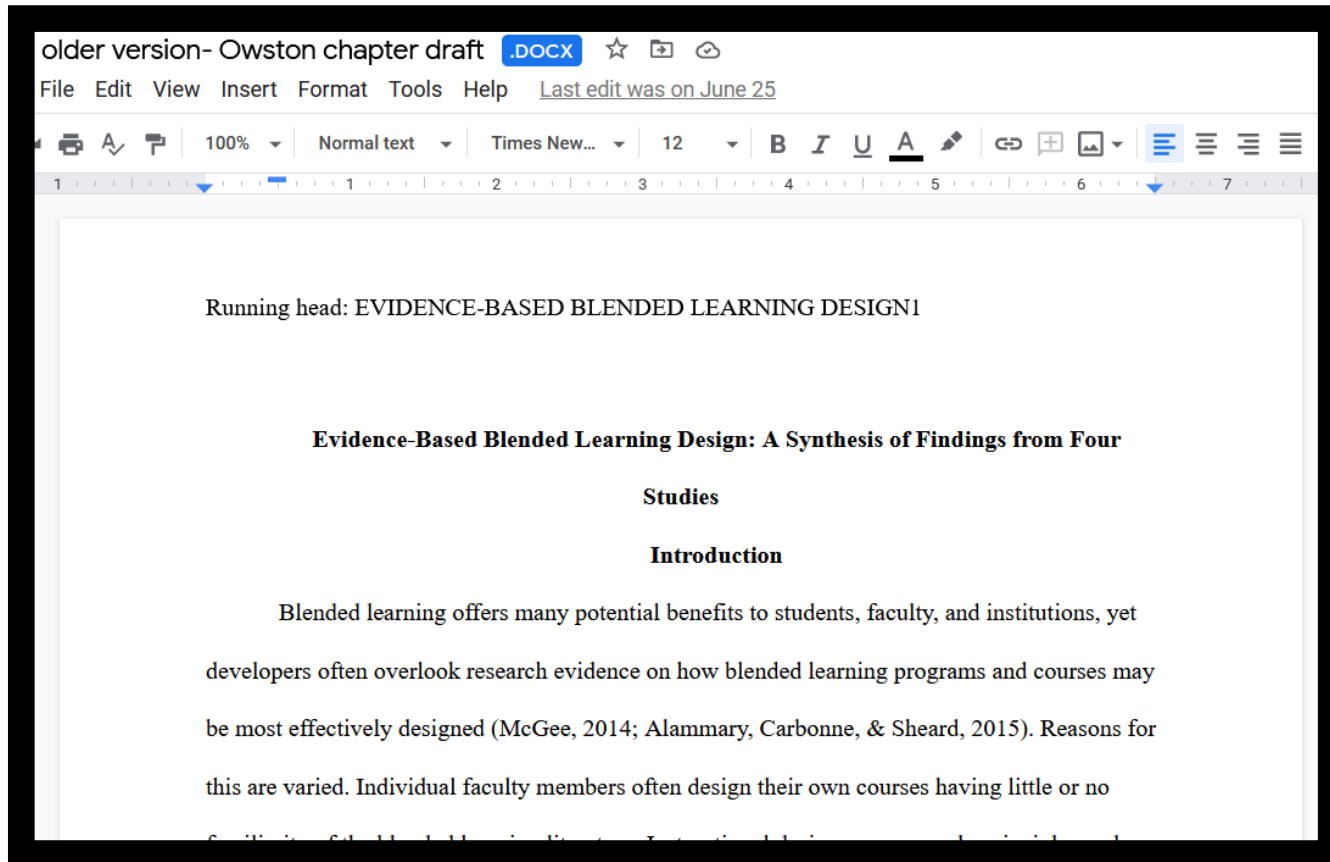 older version- Owston chapter draft .DOCX
File Edit View Insert Format Tools Help Last edit was on June 25
100% Normal text Times New... 12 B I U A
1 1 2 3 4 5 6 7
Running head: EVIDENCE-BASED BLENDED LEARNING DESIGN1
Evidence-Based Blended Learning Design: A Synthesis of Findings from Four
Studies
Introduction
Blended learning offers many potential benefits to students, faculty, and institutions, yet
developers often overlook research evidence on how blended learning programs and courses may
be most effectively designed (McGee, 2014; Alammary, Carbonne, & Sheard, 2015). Reasons for
this are varied. Individual faculty members often design their own courses having little or no